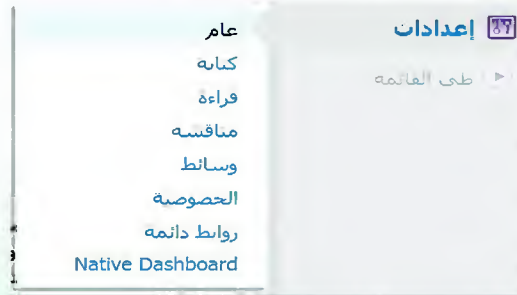 إعدادات
طي القائمة
عام
كتابة
قراءة
مناقشة
وسائط
الخصوصية
روابط دائمة
Native Dashboard